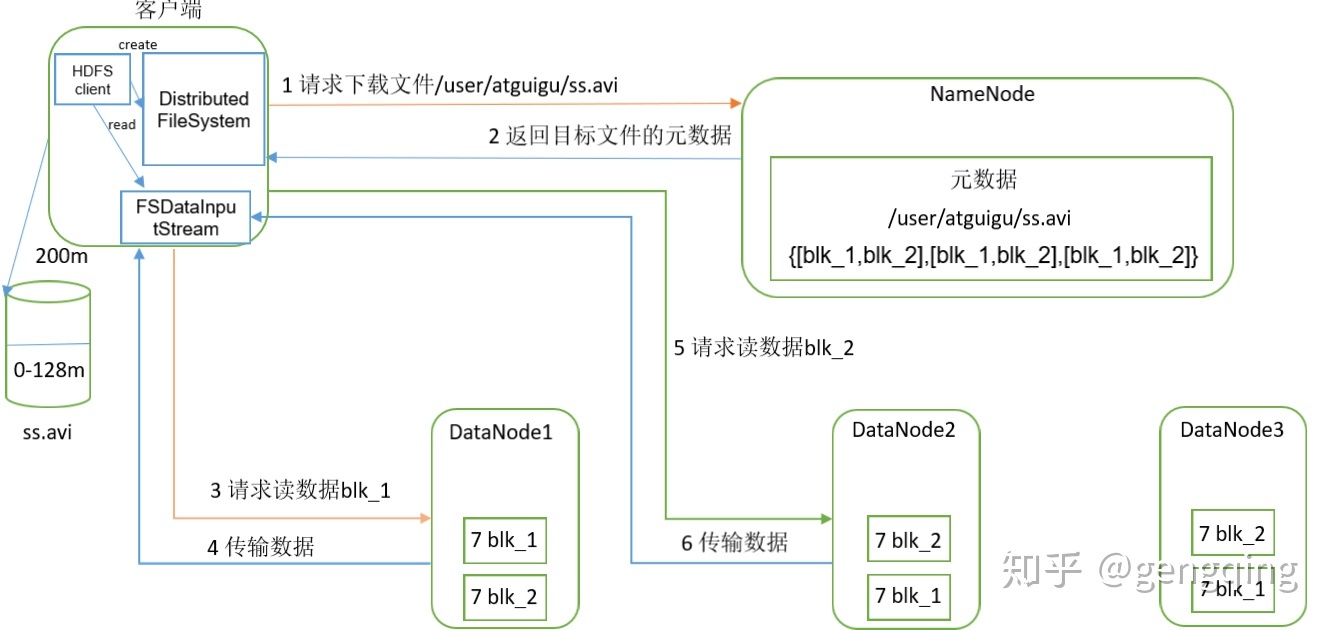 客户端
create
HDFS
client
Distributed
FileSystem
read
FSDataInpu
tStream
1 请求下载文件/user/atguigu/ss.avi
2 返回目标文件的元数据
NameNode
元数据
/user/atguigu/ss.avi
{[blk_1,blk_2],[blk_1,blk_2],[blk_1,blk_2]}
200m
0-128m
ss.avi
5 请求读数据blk_2
3 请求读数据blk_1
4 传输数据
6 传输数据
DataNode1
7 blk_1
7 blk_2
DataNode2
7 blk_2
7 blk_1
DataNode3
7 blk_2
7 blk_1
知乎 @gengqing